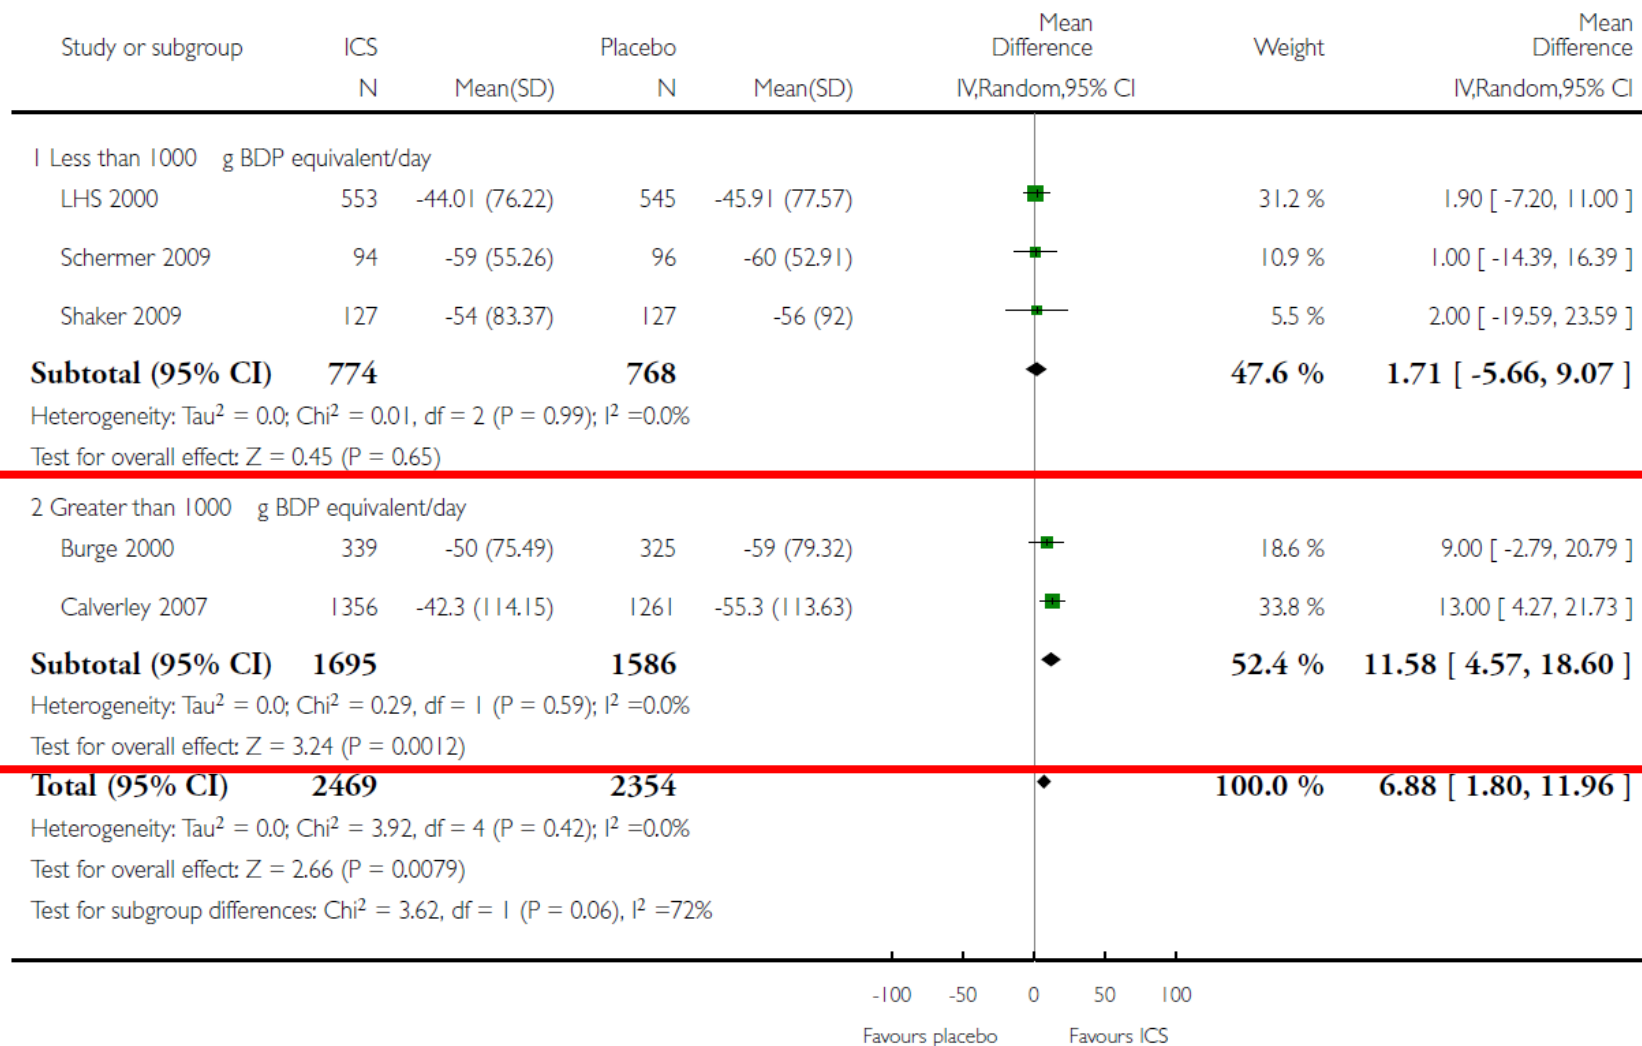 Study or subgroup ICS Placebo Mean Difference Weight Mean Difference
N Mean(SD) N Mean(SD) IV,Random,95% CI IV,Random,95% CI
1 Less than 1000 g BDP equivalent/day
LHS 2000 553 -44.01 (76.22) 545 -45.91 (77.57) 31.2 % 1.90 [ -7.20, 11.00 ]
Schermer 2009 94 -59 (55.26) 96 -60 (52.91) 10.9 % 1.00 [ -14.39, 16.39 ]
Shaker 2009 127 -54 (83.37) 127 -56 (92) 5.5 % 2.00 [ -19.59, 23.59 ]
Subtotal (95% CI) 774 768 47.6 % 1.71 [ -5.66, 9.07 ]
Heterogeneity: Tau² = 0.0; Chi² = 0.01, df = 2 (P = 0.99); I² =0.0%
Test for overall effect: Z = 0.45 (P = 0.65)
2 Greater than 1000 g BDP equivalent/day
Burge 2000 339 -50 (75.49) 325 -59 (79.32) 18.6 % 9.00 [ -2.79, 20.79 ]
Calverley 2007 1356 -42.3 (114.15) 1261 -55.3 (113.63) 33.8 % 13.00 [ 4.27, 21.73 ]
Subtotal (95% CI) 1695 1586 52.4 % 11.58 [ 4.57, 18.60 ]
Heterogeneity: Tau² = 0.0; Chi² = 0.29, df = 1 (P = 0.59); I² =0.0%
Test for overall effect: Z = 3.24 (P = 0.0012)
Total (95% CI) 2469 2354 100.0 % 6.88 [ 1.80, 11.96 ]
Heterogeneity: Tau² = 0.0; Chi² = 3.92, df = 4 (P = 0.42); I² =0.0%
Test for overall effect: Z = 2.66 (P = 0.0079)
Test for subgroup differences: Chi² = 3.62, df = 1 (P = 0.06), I² =72%
-100 -50 0 50 100
Favours placebo Favours ICS